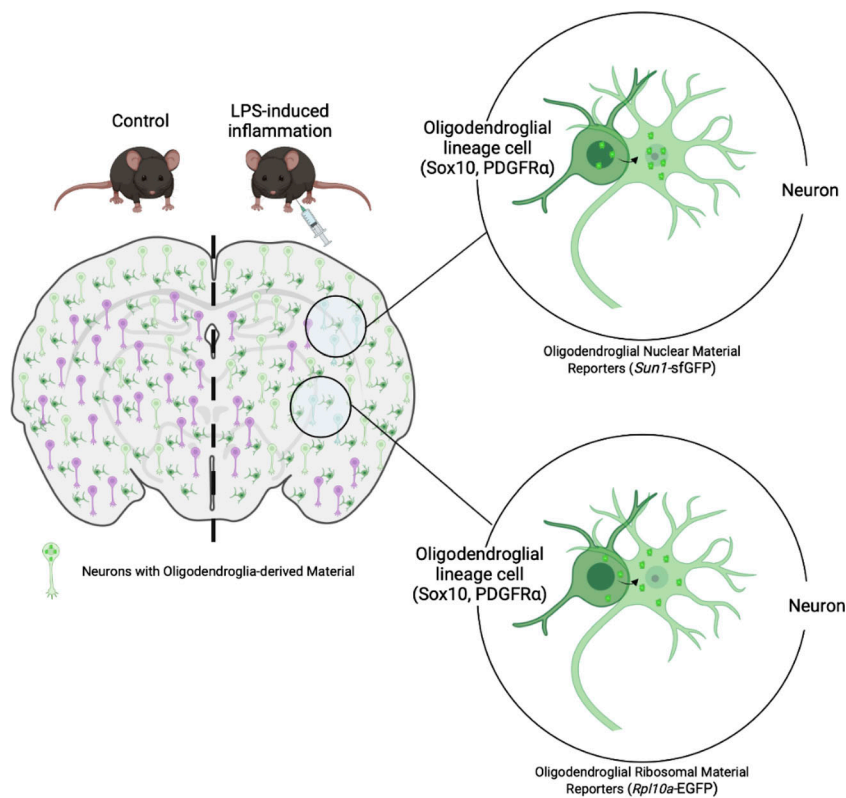 Control
LPS-induced
inflammation
Oligodendroglial
lineage cell
(Sox10, PDGFRα)
Neuron
Oligodendroglial Nuclear Material
Reporters (Sun1-sfGFP)
Neurons with Oligodendroglia-derived Material
Oligodendroglial
lineage cell
(Sox10, PDGFRα)
Neuron
Oligodendroglial Ribosomal Material
Reporters (Rpl10a-EGFP)